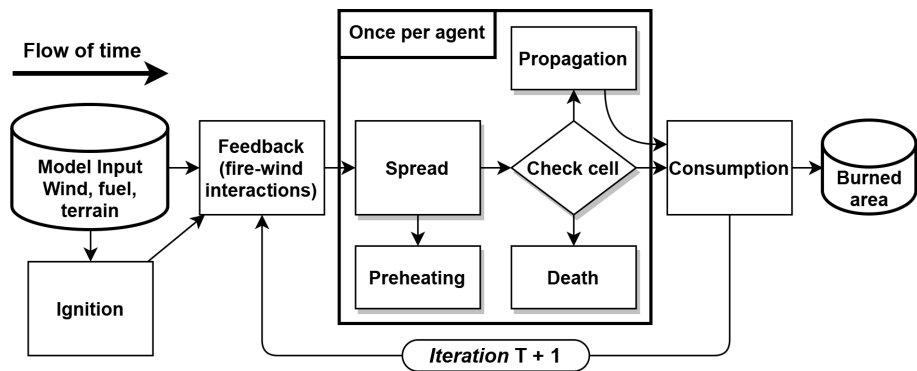 Flow of time
Model Input
Wind, fuel,
terrain
Ignition
Feedback
(fire-wind
interactions)
Once per agent
Spread
Preheating
Propagation
Check cell
Death
Consumption
Burned
area
Iteration T + 1